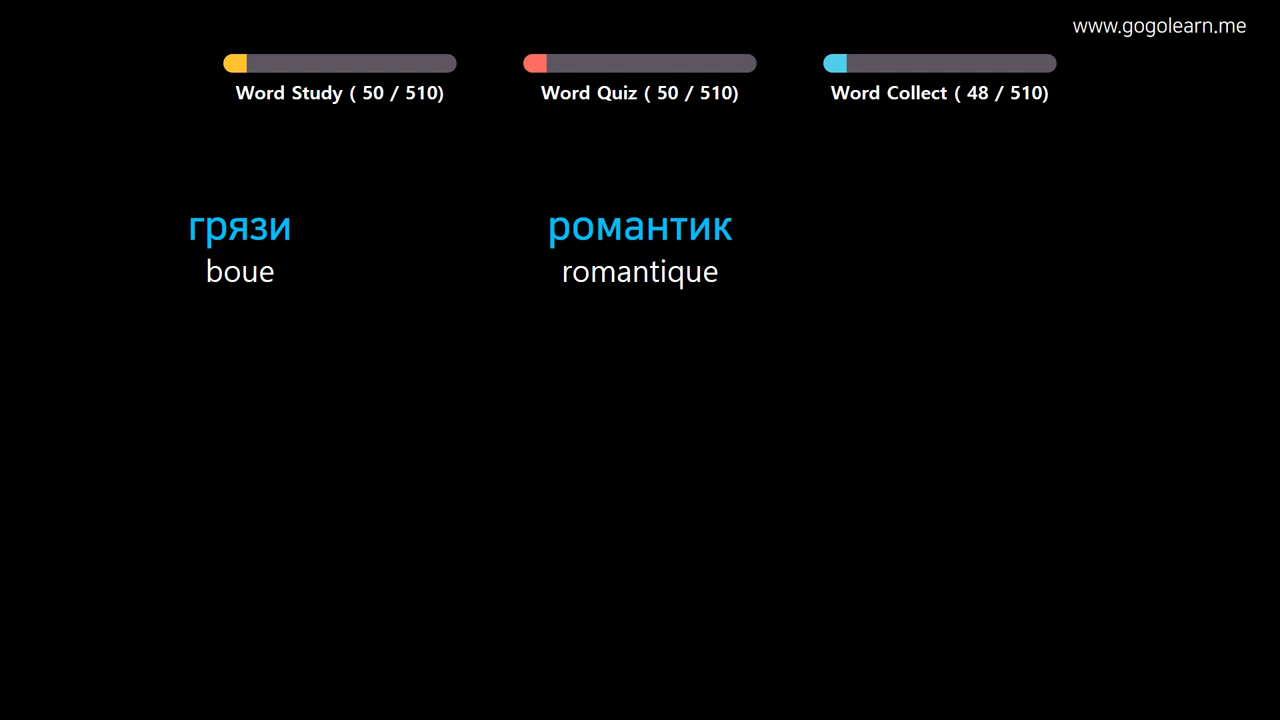 www.gogolearn.me
Word Study ( 50 / 510)
Word Quiz ( 50 / 510)
Word Collect ( 48 / 510)
грязи
boue
романтик
romantique